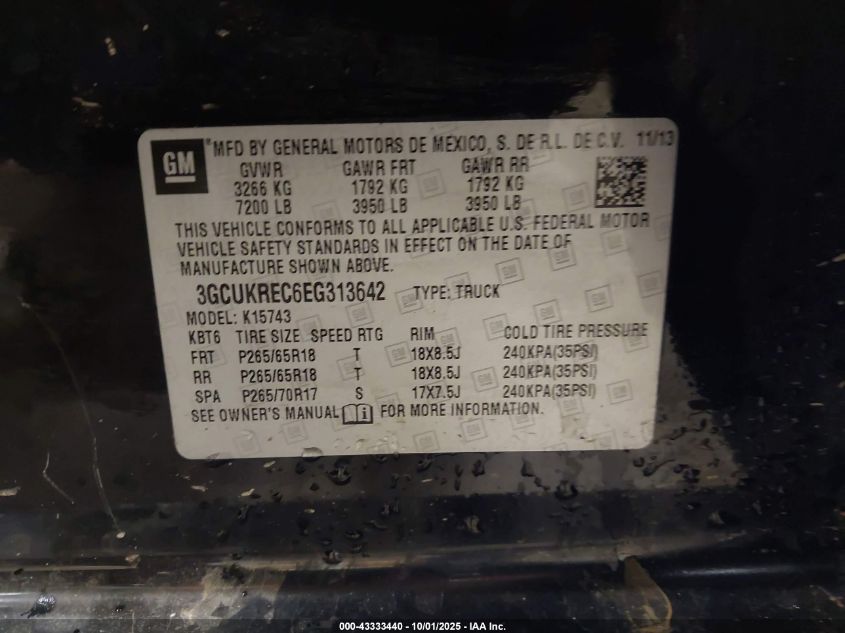 GM
MFD BY GENERAL MOTORS DE MEXICO, S. DE R.L. DE C.V. 11/13
GVWR GAWR FRT GAWR RR
3266 KG 1792 KG 1792 KG
7200 LB 3950 LB 3950 LB
THIS VEHICLE CONFORMS TO ALL APPLICABLE U.S. FEDERAL MOTOR
VEHICLE SAFETY STANDARDS IN EFFECT ON THE DATE OF
MANUFACTURE SHOWN ABOVE.
3GCUKREC6EG313642 TYPE: TRUCK
MODEL: K15743
KBT6 TIRE SIZE SPEED RTG RIM COLD TIRE PRESSURE
FRT P265/65R18 T 18X8.5J 240KPA(35PSI)
RR P265/65R18 T 18X8.5J 240KPA(35PSI)
SPA P265/70R17 S 17X7.5J 240KPA(35PSI)
SEE OWNER'S MANUAL FOR MORE INFORMATION.
000-43333440 - 10/01/2025 - IAA Inc.